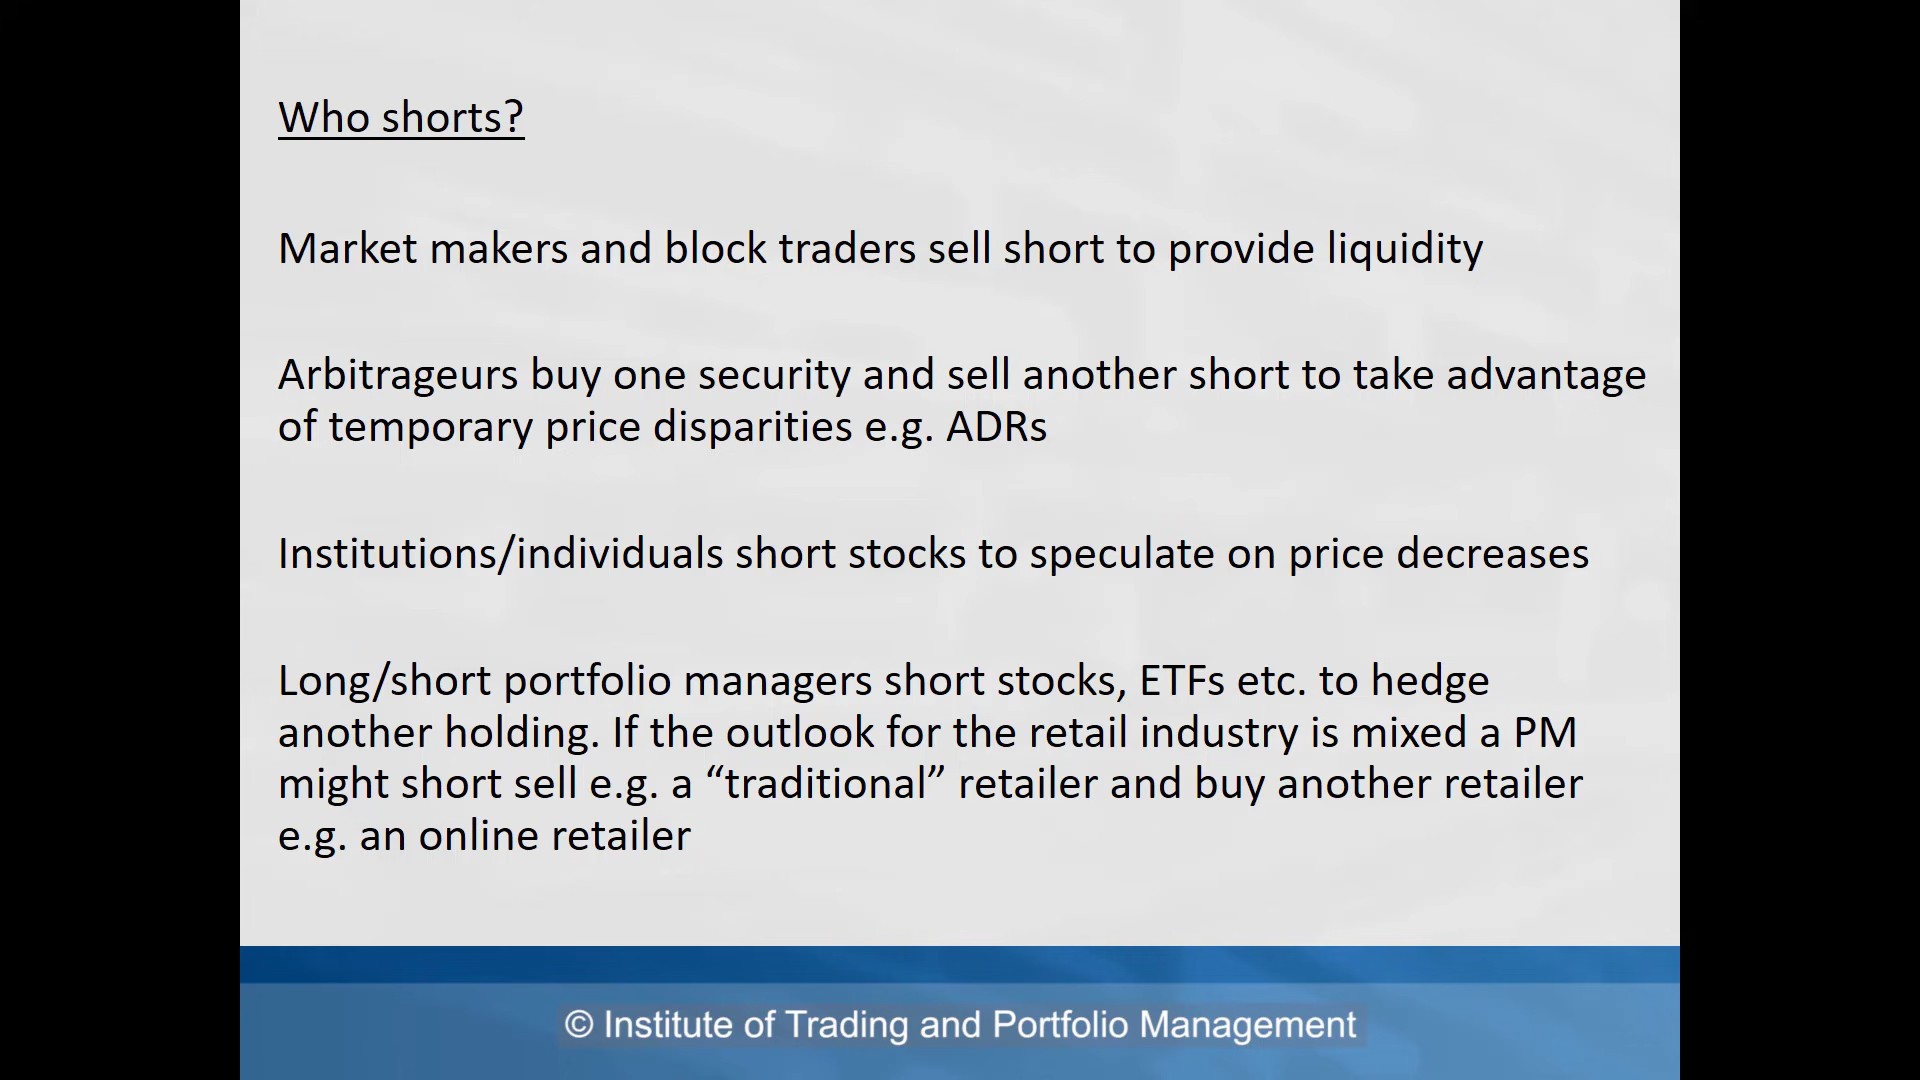 Who shorts?
Market makers and block traders sell short to provide liquidity
Arbitrageurs buy one security and sell another short to take advantage
of temporary price disparities e.g. ADRs
Institutions/individuals short stocks to speculate on price decreases
Long/short portfolio managers short stocks, ETFs etc. to hedge
another holding. If the outlook for the retail industry is mixed a PM
might short sell e.g. a “traditional” retailer and buy another retailer
e.g. an online retailer
© Institute of Trading and Portfolio Management